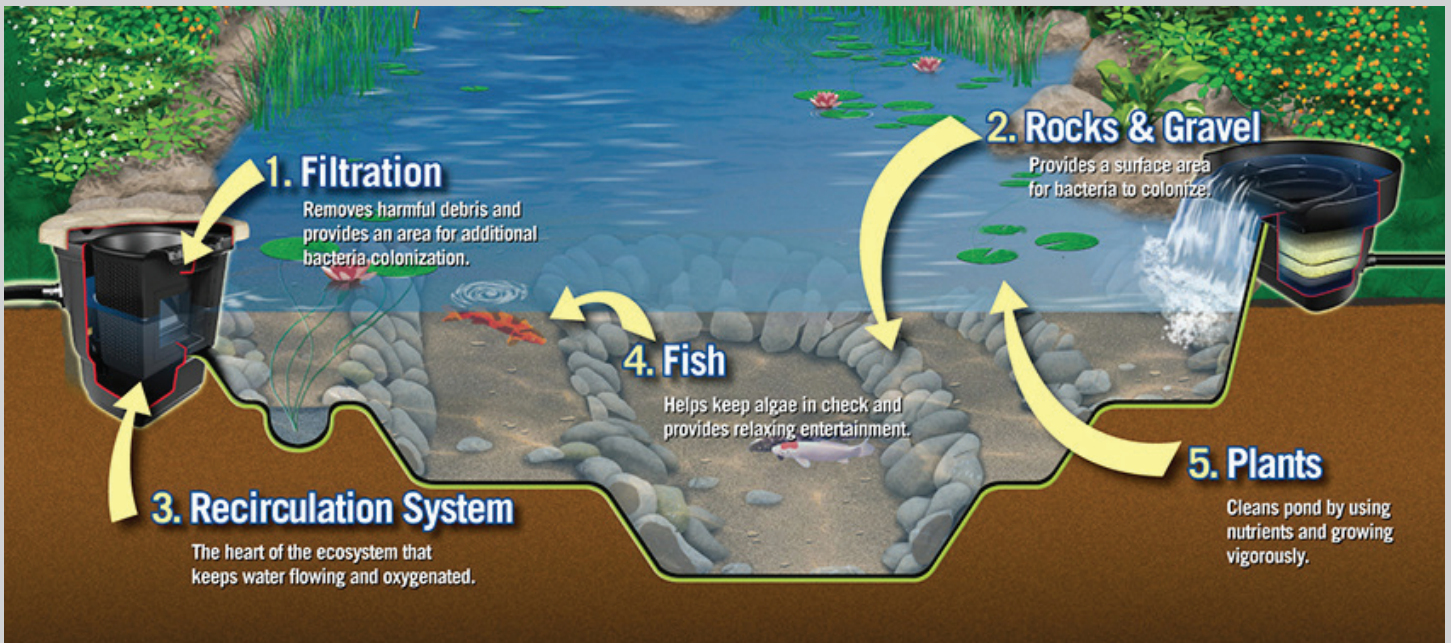 1. Filtration
Removes harmful debris and
provides an area for additional
bacteria colonization.
2. Rocks & Gravel
Provides a surface area
for bacteria to colonize.
3. Recirculation System
The heart of the ecosystem that
keeps water flowing and oxygenated.
4. Fish
Helps keep algae in check and
provides relaxing entertainment.
5. Plants
Cleans pond by using
nutrients and growing
vigorously.